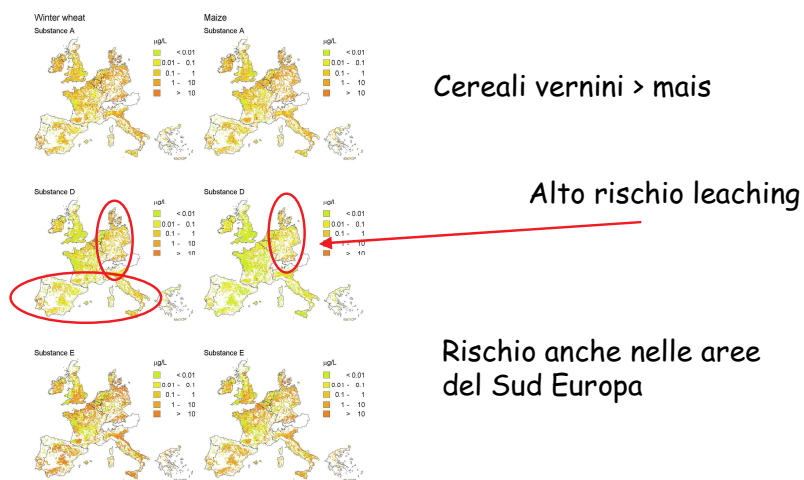 Winter wheat
Maize
Substance A
Substance A
µg/L
< 0.01
0.01 - 0.1
0.1 - 1
1 - 10
> 10
µg/L
< 0.01
0.01 - 0.1
0.1 - 1
1 - 10
> 10
Cereali vernini > mais
Substance D
Substance D
µg/L
< 0.01
0.01 - 0.1
0.1 - 1
1 - 10
> 10
µg/l
< 0.01
0.01 - 0.1
0.1 - 1
1 - 10
> 10
Alto rischio leaching
Substance E
Substance E
µg/L
< 0.01
0.01 - 0.1
0.1 - 1
1 - 10
> 10
µg/L
< 0.01
0.01 - 0.1
0.1 - 1
1 - 10
> 10
Rischio anche nelle aree
del Sud Europa